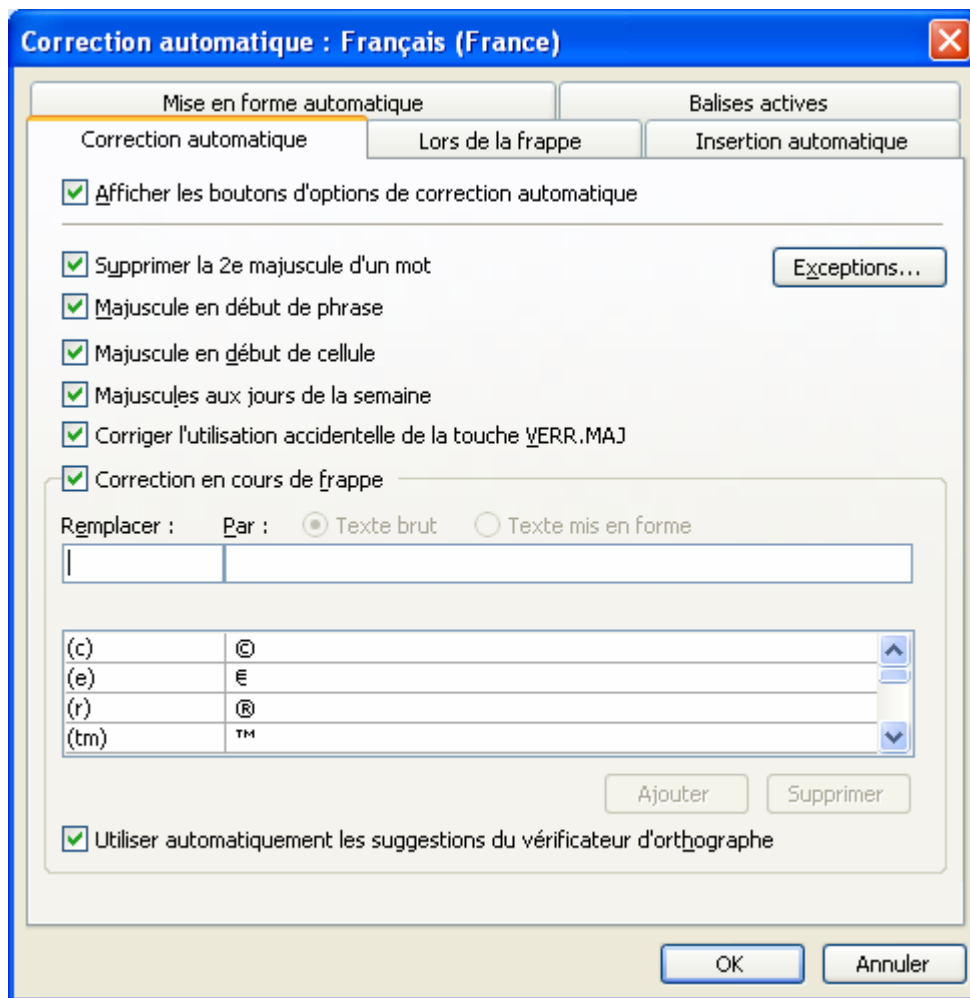 Correction automatique : Français (France)
Mise en forme automatique Balises actives
Correction automatique Lors de la frappe Insertion automatique
Afficher les boutons d'options de correction automatique
Supprimer la 2e majuscule d'un mot Exceptions...
Majuscule en début de phrase
Majuscule en début de cellule
Majuscules aux jours de la semaine
Corriger l'utilisation accidentelle de la touche VERR.MAJ
Correction en cours de frappe
Remplacer : Par : Texte brut Texte mis en forme
(c) ©
(e) €
(r) ®
(tm) ™
Ajouter Supprimer
Utiliser automatiquement les suggestions du vérificateur d'orthographe
OK Annuler